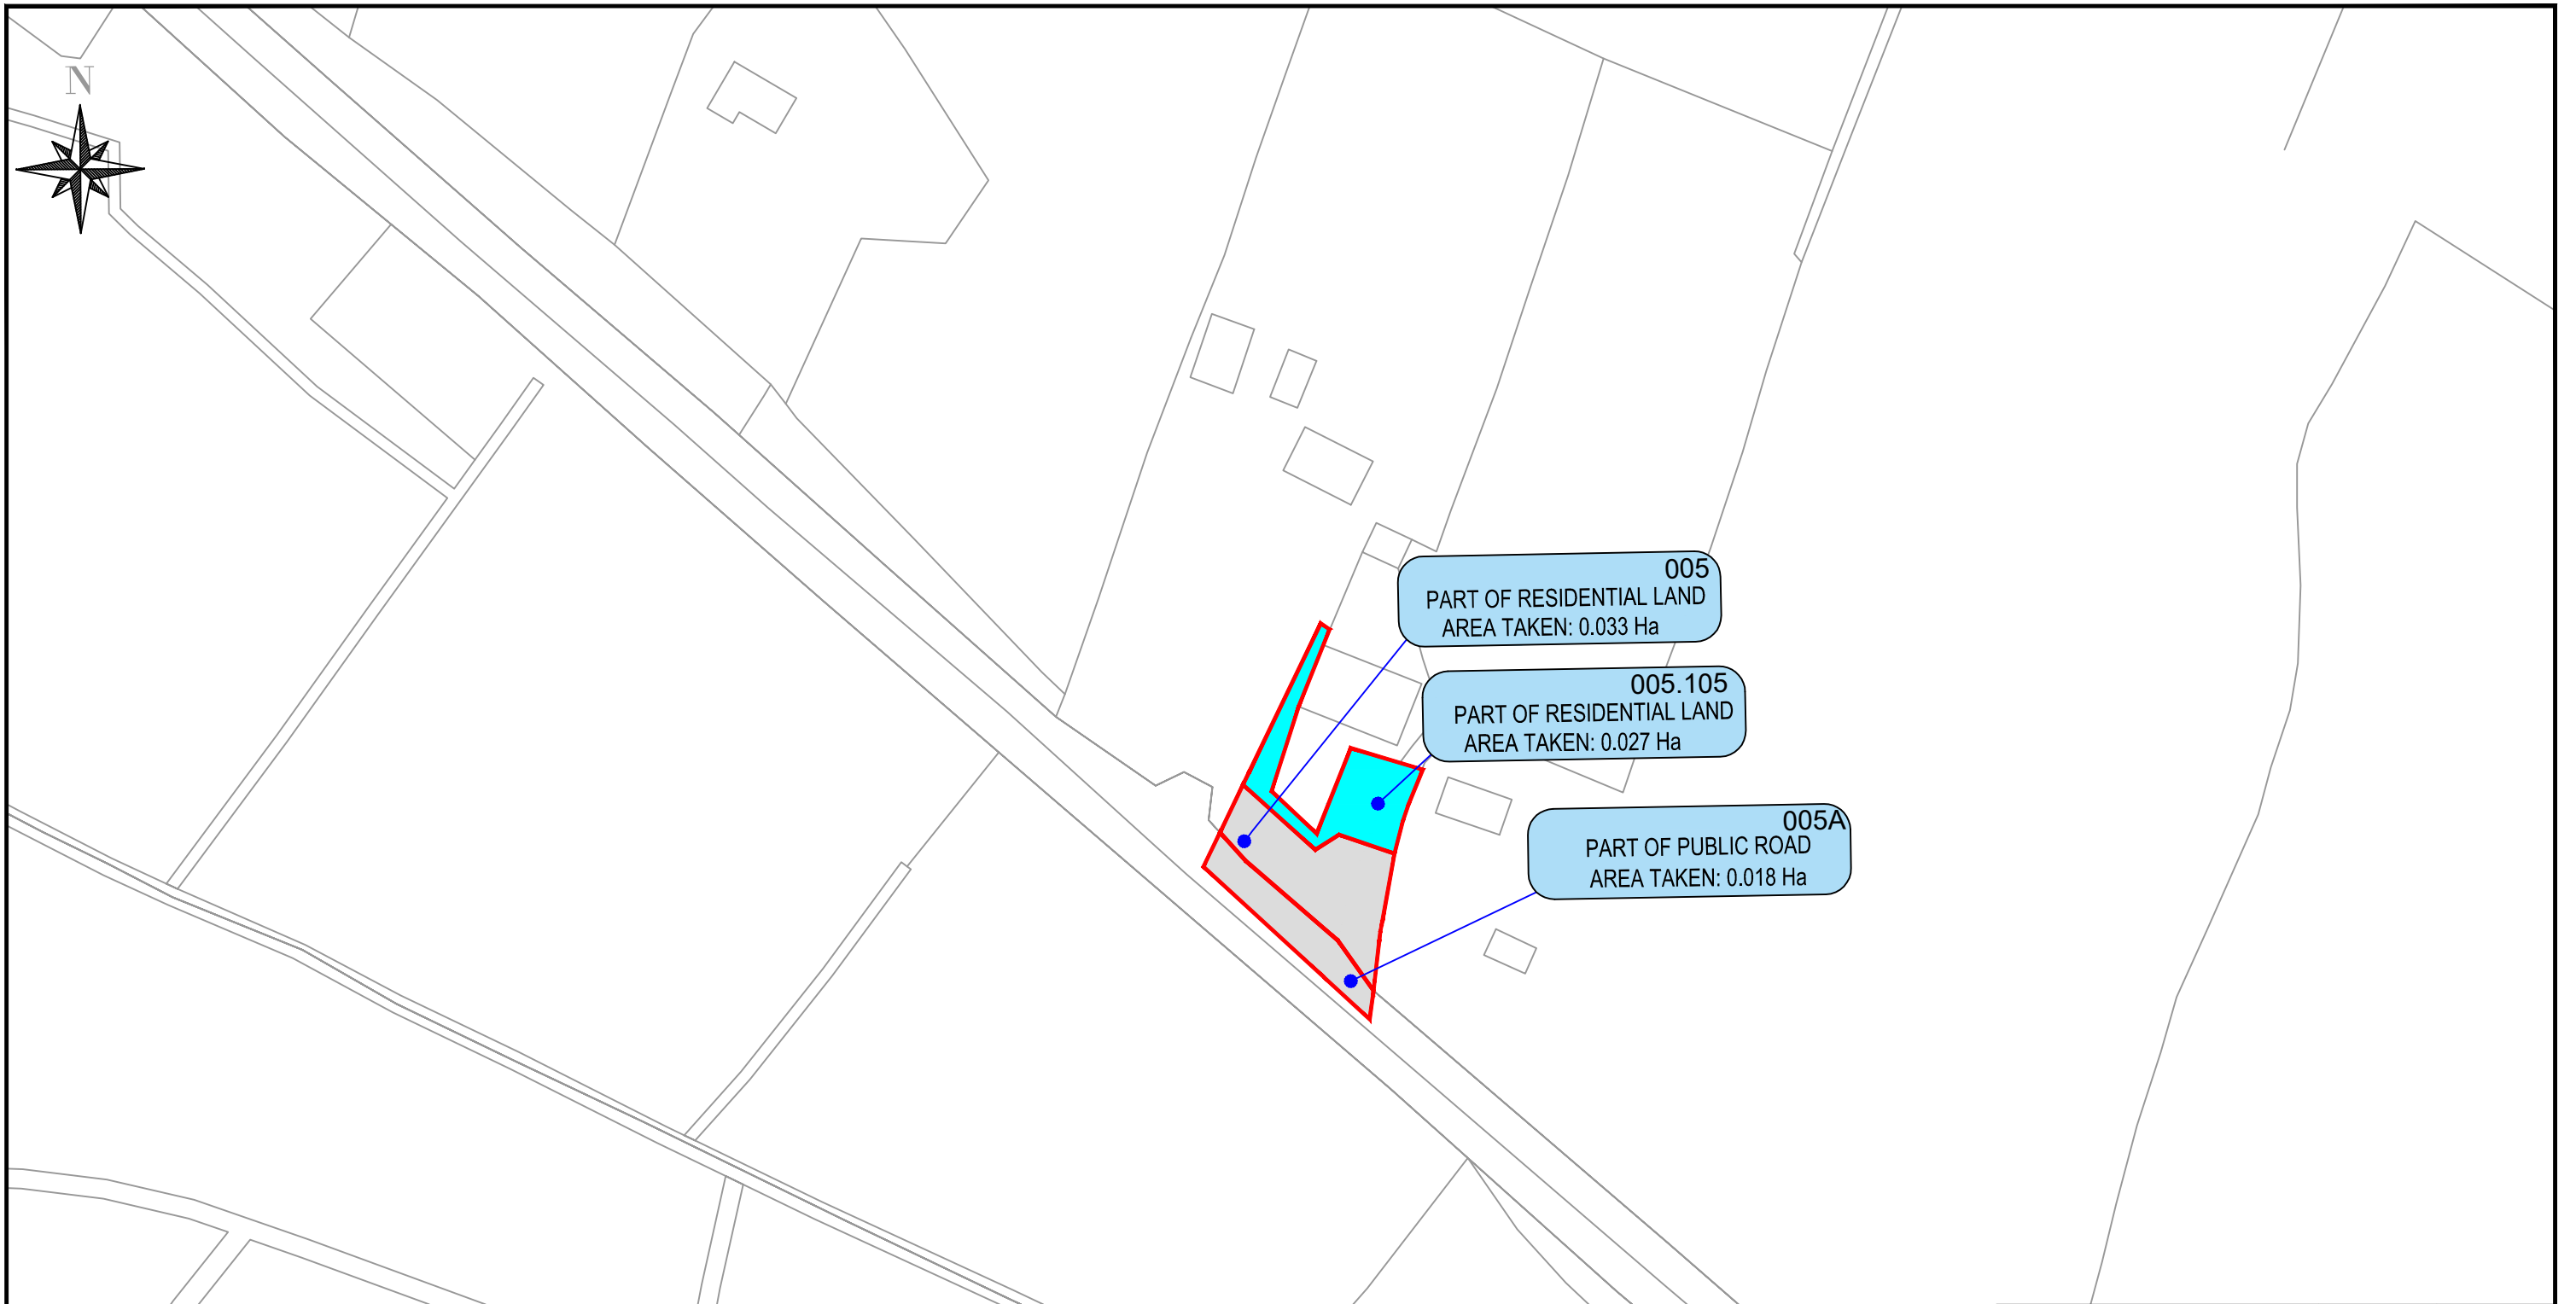 N
005
PART OF RESIDENTIAL LAND
AREA TAKEN: 0.033 Ha
005.105
PART OF RESIDENTIAL LAND
AREA TAKEN: 0.027 Ha
005A
PART OF PUBLIC ROAD
AREA TAKEN: 0.018 Ha